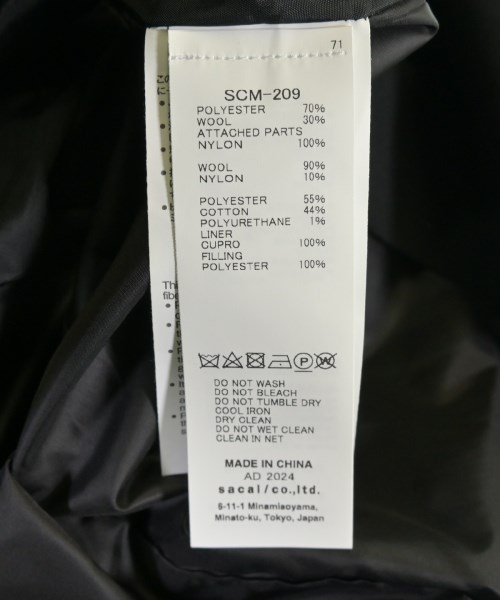 71
SCM-209
POLYESTER 70%
WOOL 30%
ATTACHED PARTS
NYLON 100%
WOOL 90%
NYLON 10%
POLYESTER 55%
COTTON 44%
POLYURETHANE 1%
LINER
CUPRO 100%
FILLING
POLYESTER 100%
DO NOT WASH
DO NOT BLEACH
DO NOT TUMBLE DRY
COOL IRON
DRY CLEAN
DO NOT WET CLEAN
CLEAN IN NET
MADE IN CHINA
AD 2024
sacai/co.,ltd.
5-11-1 Minamiaoyama,
Minato-ku, Tokyo, Japan